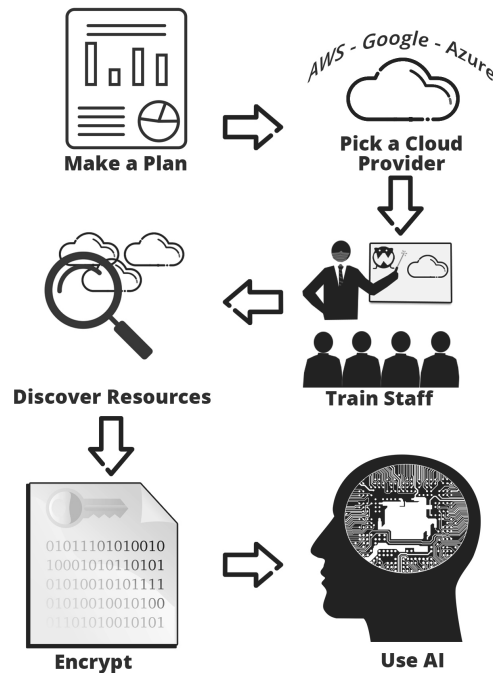 AWS - Google - Azure
Make a Plan
Pick a Cloud
Provider
Discover Resources
Train Staff
01011101010010
10001010110101
01010010101111
01010010010100
01101010010101
Encrypt
Use AI